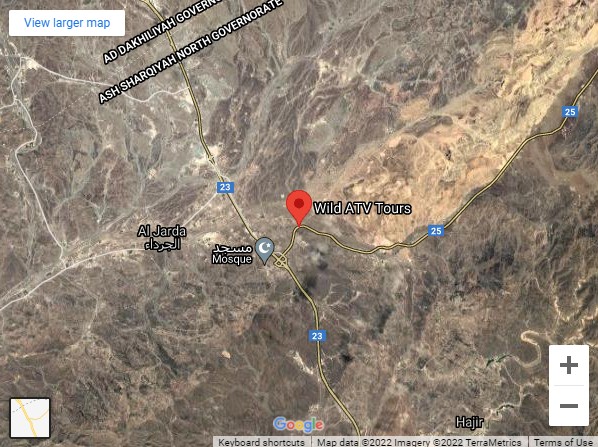 View larger map
AD DAKHILIYAH GOVERNO
ASH SHARQIYAH NORTH GOVERNORATE
25
23
Wild ATV Tours
Al Jarda
الجرداء
25
مسجد
Mosque
23
Hajir
Google
Keyboard shortcuts
Map data ©2022 Imagery ©2022 TerraMetrics
Terms of Use